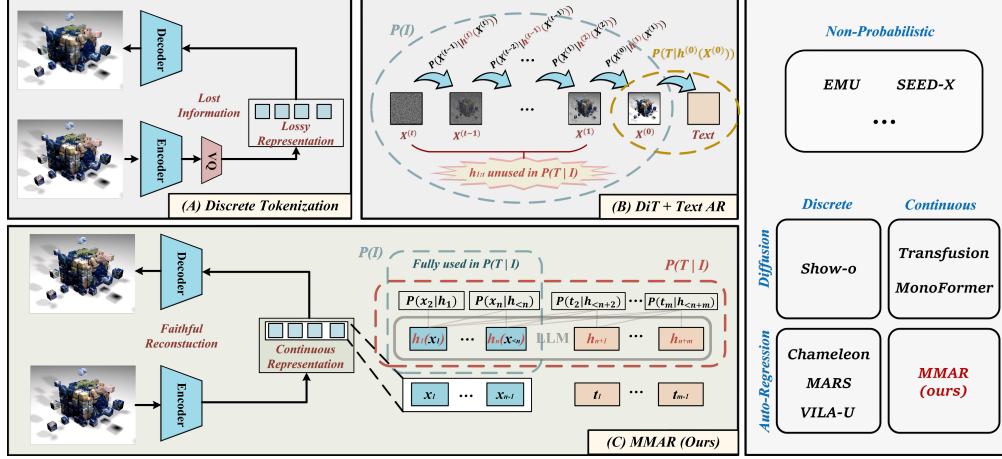 Decoder
Lost
Information
Lossy
Representation
Encoder
VQ
(A) Discrete Tokenization
P(I)
P(X^(t−1)|h^(t)(X^(t)))
P(X^(t−2)|h^(t−1)(X^(t−1)))
...
P(X^(1)|h^(2)(X^(2)))
P(X^(0)|h^(1)(X^(1)))
P(T|h^(0)(X^(0)))
...
X^(t)
X^(t−1)
X^(1)
X^(0)
Text
h_1:t unused in P(T | I)
(B) DiT + Text AR
Decoder
Faithful
Reconstuction
Continuous
Representation
Encoder
P(I)
Fully used in P(T | I)
P(T | I)
P(x_2|h_1) ... P(x_n|h_<n) P(t_2|h_<n+2) ... P(t_m|h_<n+m)
h_1(x_1) ... h_n(x_<n) LLM h_n+1 ... h_n+m
x_1 ... x_n-1 t_1 ... t_m-1
(C) MMAR (Ours)
Non-Probabilistic
EMU SEED-X
...
Discrete Continuous
Diffusion
Show-o
Transfusion
MonoFormer
Auto-Regression
Chameleon
MARS
VILA-U
MMAR
(ours)